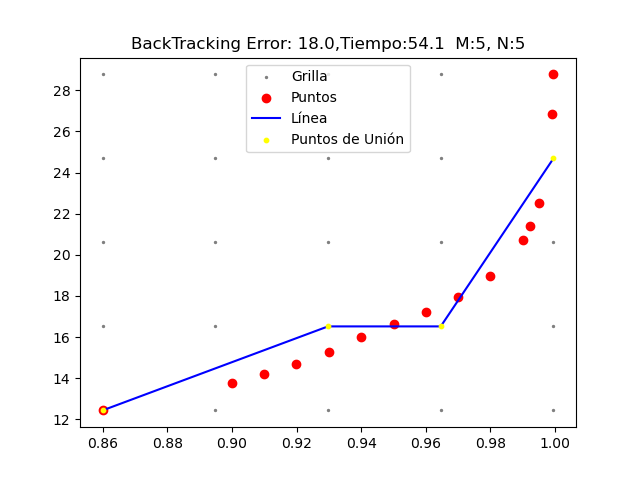 BackTracking Error: 18.0,Tiempo:54.1  M:5, N:5
Grilla
Puntos
Línea
Puntos de Unión
28
26
24
22
20
18
16
14
12
0.86 0.88 0.90 0.92 0.94 0.96 0.98 1.00